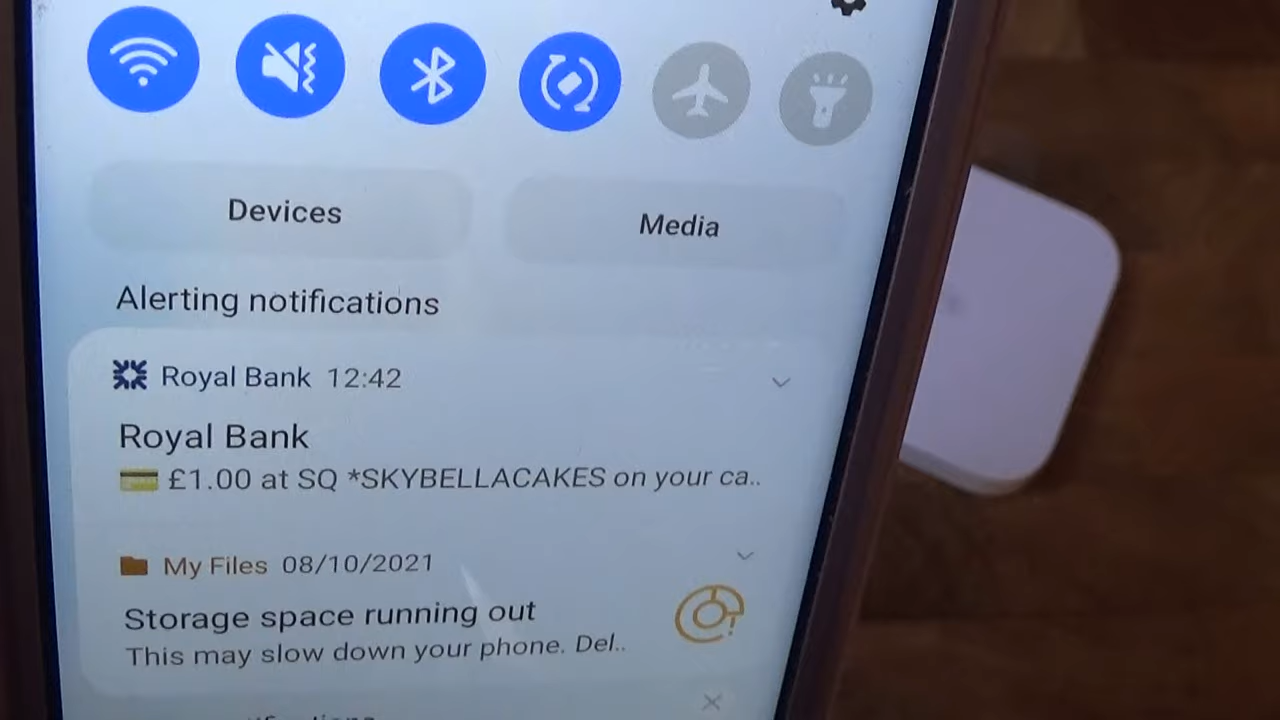 Devices
Media
Alerting notifications
Royal Bank 12:42
Royal Bank
£1.00 at SQ *SKYBELLACAKES on your ca..
My Files 08/10/2021
Storage space running out
This may slow down your phone. Del..